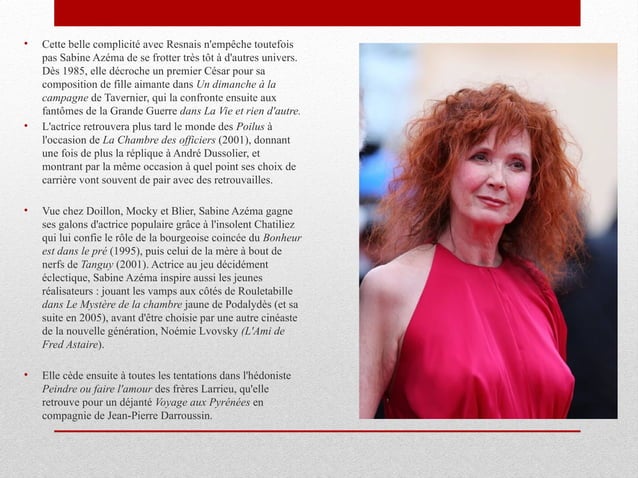 • Cette belle complicité avec Resnais n'empêche toutefois
pas Sabine Azéma de se frotter très tôt à d'autres univers.
Dès 1985, elle décroche un premier César pour sa
composition de fille aimante dans Un dimanche à la
campagne de Tavernier, qui la confronte ensuite aux
fantômes de la Grande Guerre dans La Vie et rien d'autre.
• L'actrice retrouvera plus tard le monde des Poilus à
l'occasion de La Chambre des officiers (2001), donnant
une fois de plus la réplique à André Dussolier, et
montrant par la même occasion à quel point ses choix de
carrière vont souvent de pair avec des retrouvailles.
• Vue chez Doillon, Mocky et Blier, Sabine Azéma gagne
ses galons d'actrice populaire grâce à l'insolent Chatiliez
qui lui confie le rôle de la bourgeoise coincée du Bonheur
est dans le pré (1995), puis celui de la mère à bout de
nerfs de Tanguy (2001). Actrice au jeu décidément
éclectique, Sabine Azéma inspire aussi les jeunes
réalisateurs : jouant les vamps aux côtés de Rouletabille
dans Le Mystère de la chambre jaune de Podalydès (et sa
suite en 2005), avant d'être choisie par une autre cinéaste
de la nouvelle génération, Noémie Lvovsky (L'Ami de
Fred Astaire).
• Elle cède ensuite à toutes les tentations dans l'hédoniste
Peindre ou faire l'amour des frères Larrieu, qu'elle
retrouve pour un déjanté Voyage aux Pyrénées en
compagnie de Jean-Pierre Darroussin.